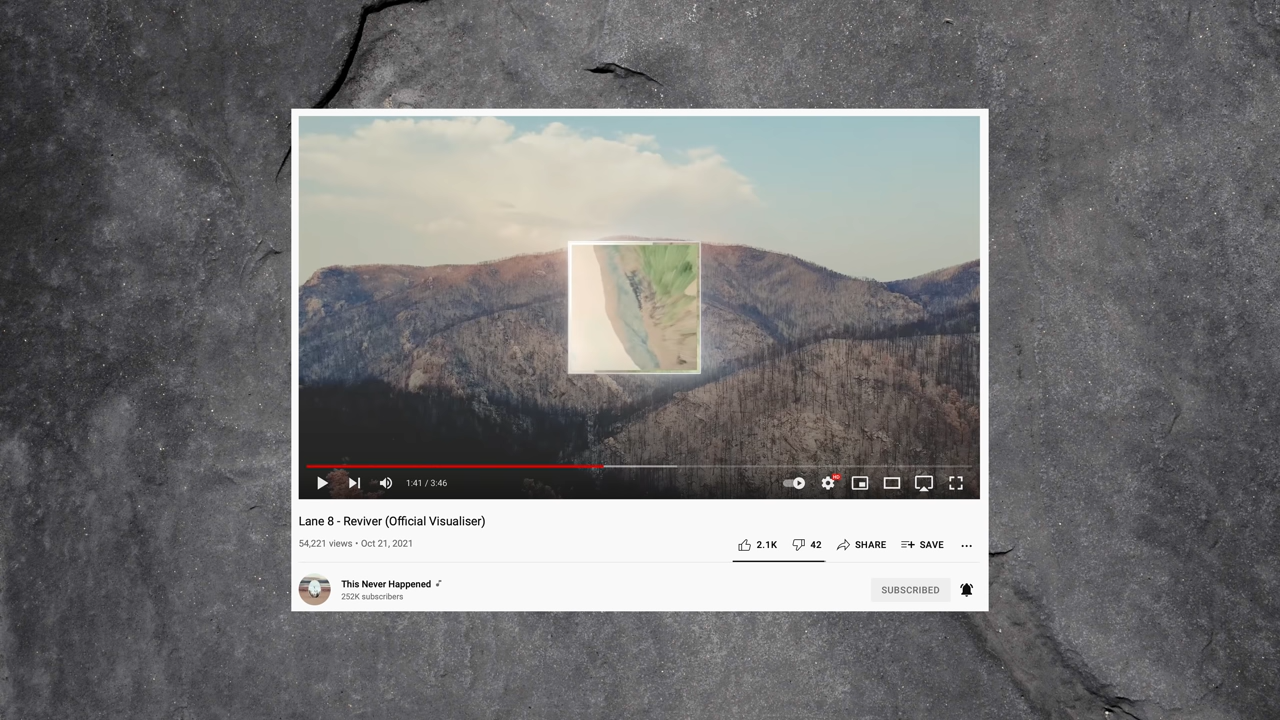 1:41 / 3:46
HD
Lane 8 - Reviver (Official Visualiser)
54,221 views • Oct 21, 2021
2.1K 42 SHARE SAVE
This Never Happened
252K subscribers
SUBSCRIBED